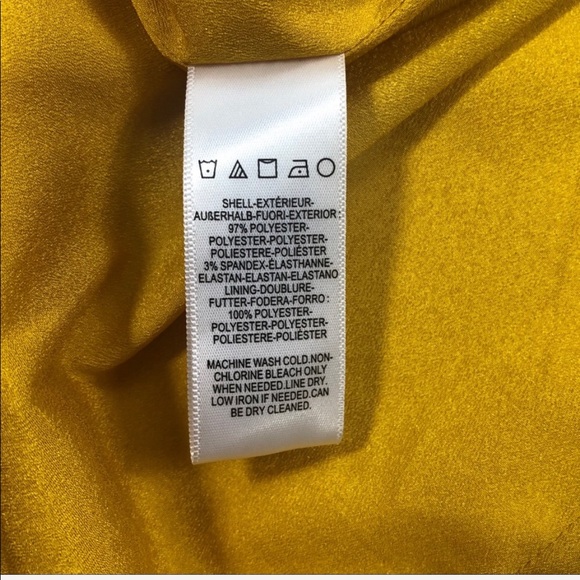 SHELL-EXTÉRIEUR-
AUßERHALB-FUORI-EXTERIOR:
97% POLYESTER-
POLYESTER-POLYESTER-
POLIESTERE-POLIÉSTER
3% SPANDEX-ÉLASTHANNE-
ELASTAN-ELASTAN-ELASTANO
LINING-DOUBLURE-
FUTTER-FODERA-FORRO:
100% POLYESTER-
POLYESTER-POLYESTER-
POLIESTERE-POLIÉSTER
MACHINE WASH COLD.NON-
CHLORINE BLEACH ONLY
WHEN NEEDED.LINE DRY.
LOW IRON IF NEEDED.CAN
BE DRY CLEANED.